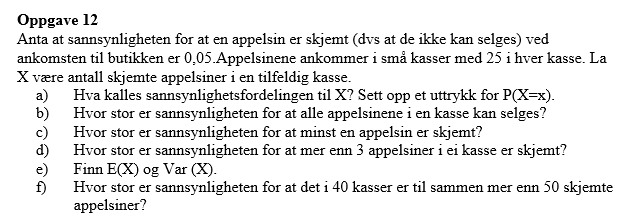 Oppgave 12
Anta at sannsynligheten for at en appelsin er skjemt (dvs at de ikke kan selges) ved
ankomsten til butikken er 0,05.Appelsinene ankommer i små kasser med 25 i hver kasse. La
X være antall skjemte appelsiner i en tilfeldig kasse.
a) Hva kalles sannsynlighetsfordelingen til X? Sett opp et uttrykk for P(X=x).
b) Hvor stor er sannsynligheten for at alle appelsinene i en kasse kan selges?
c) Hvor stor er sannsynligheten for at minst en appelsin er skjemt?
d) Hvor stor er sannsynligheten for at mer enn 3 appelsiner i ei kasse er skjemt?
e) Finn E(X) og Var (X).
f) Hvor stor er sannsynligheten for at det i 40 kasser er til sammen mer enn 50 skjemte
appelsiner?